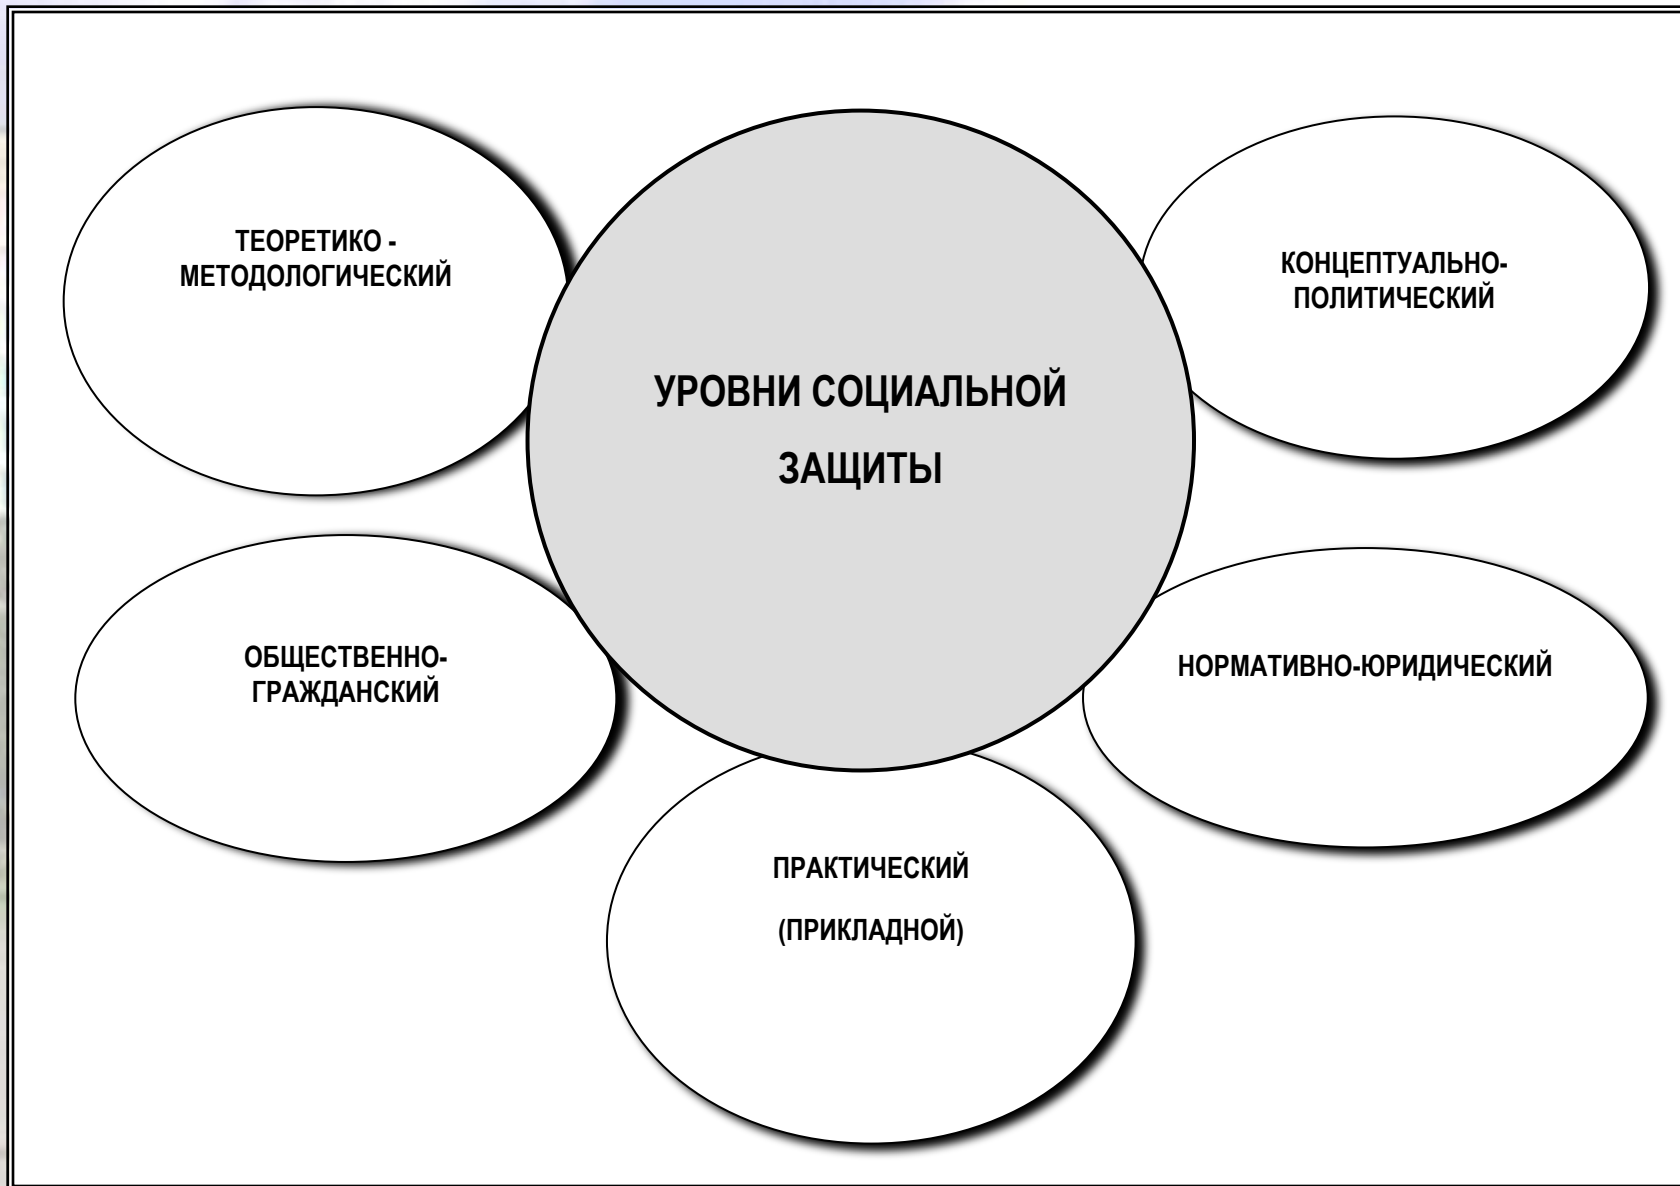 ТЕОРЕТИКО -
МЕТОДОЛОГИЧЕСКИЙ
КОНЦЕПТУАЛЬНО-
ПОЛИТИЧЕСКИЙ
УРОВНИ СОЦИАЛЬНОЙ
ЗАЩИТЫ
ОБЩЕСТВЕННО-
ГРАЖДАНСКИЙ
НОРМАТИВНО-ЮРИДИЧЕСКИЙ
ПРАКТИЧЕСКИЙ
(ПРИКЛАДНОЙ)